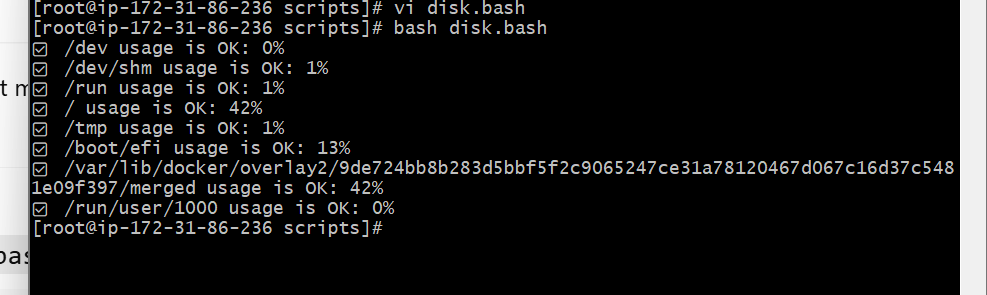 [root@ip-172-31-86-236 scripts]# vi disk.bash
[root@ip-172-31-86-236 scripts]# bash disk.bash
☑ /dev usage is OK: 0%
☑ /dev/shm usage is OK: 1%
☑ /run usage is OK: 1%
☑ / usage is OK: 42%
☑ /tmp usage is OK: 1%
☑ /boot/efi usage is OK: 13%
☑ /var/lib/docker/overlay2/9de724bb8b283d5bbf5f2c9065247ce31a78120467d067c16d37c548
1e09f397/merged usage is OK: 42%
☑ /run/user/1000 usage is OK: 0%
[root@ip-172-31-86-236 scripts]#